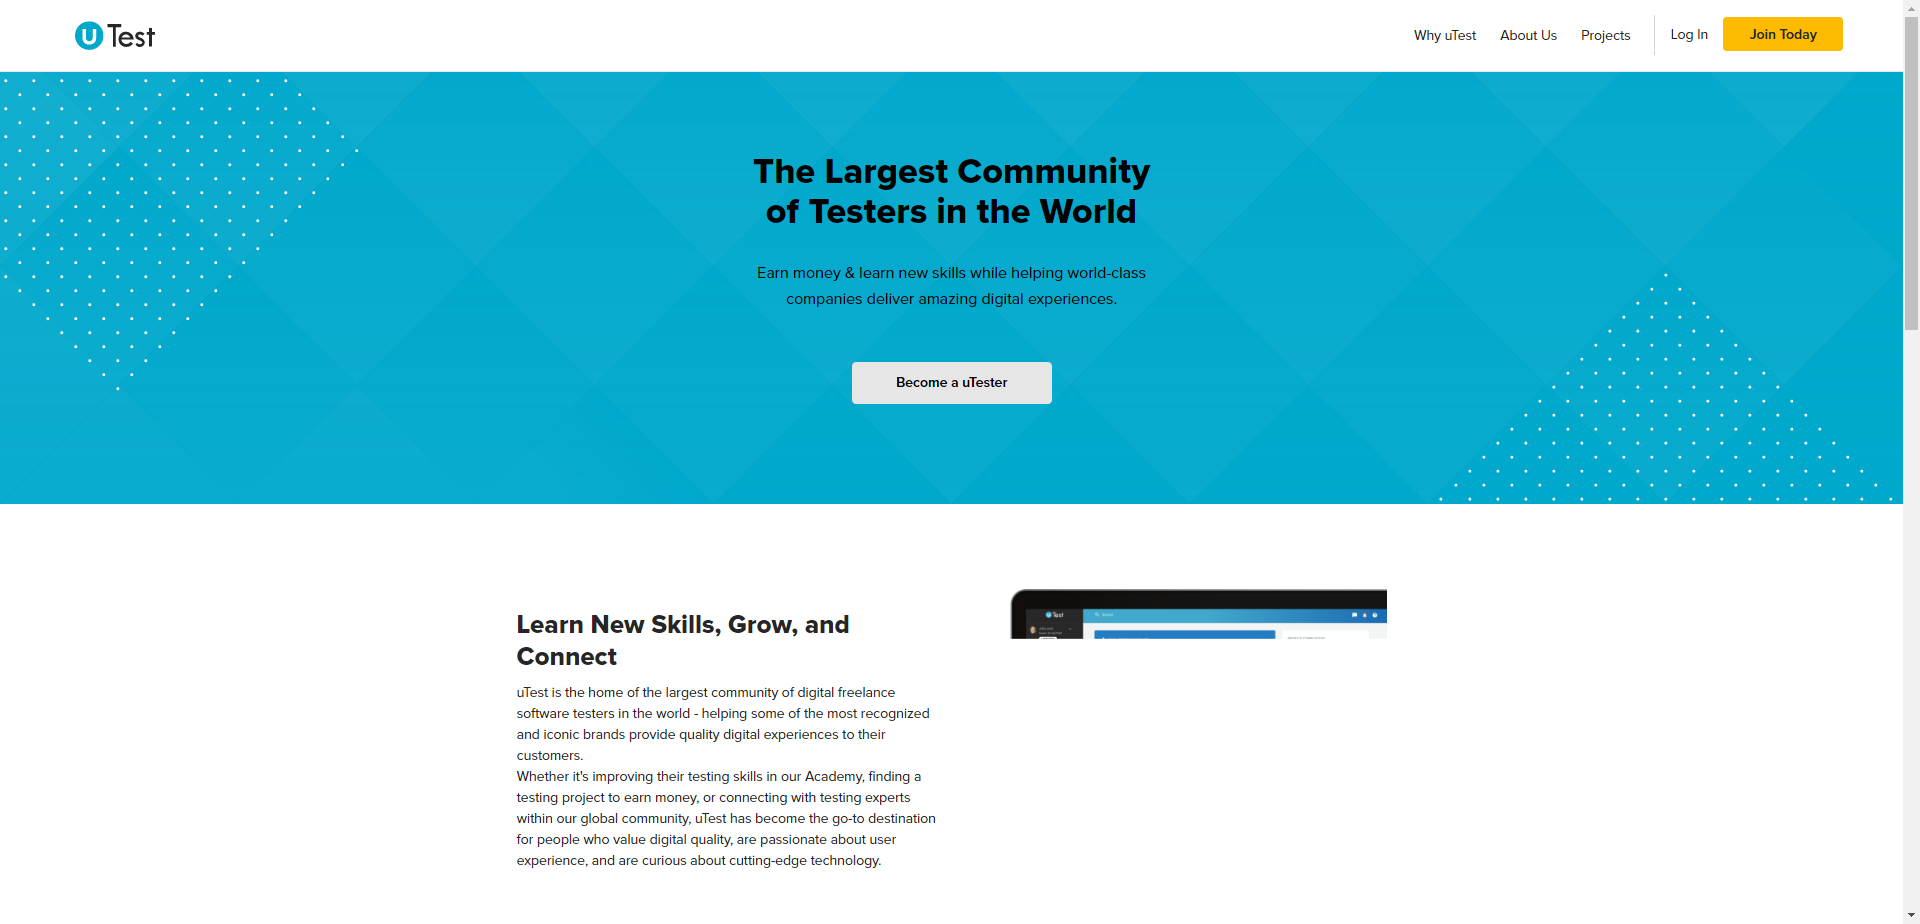 uTest
Why uTest
About Us
Projects
Log In
Join Today
The Largest Community
of Testers in the World
Earn money & learn new skills while helping world-class
companies deliver amazing digital experiences.
Become a uTester
Learn New Skills, Grow, and
Connect
uTest is the home of the largest community of digital freelance
software testers in the world - helping some of the most recognized
and iconic brands provide quality digital experiences to their
customers.
Whether it's improving their testing skills in our Academy, finding a
testing project to earn money, or connecting with testing experts
within our global community, uTest has become the go-to destination
for people who value digital quality, are passionate about user
experience, and are curious about cutting-edge technology.
uTest